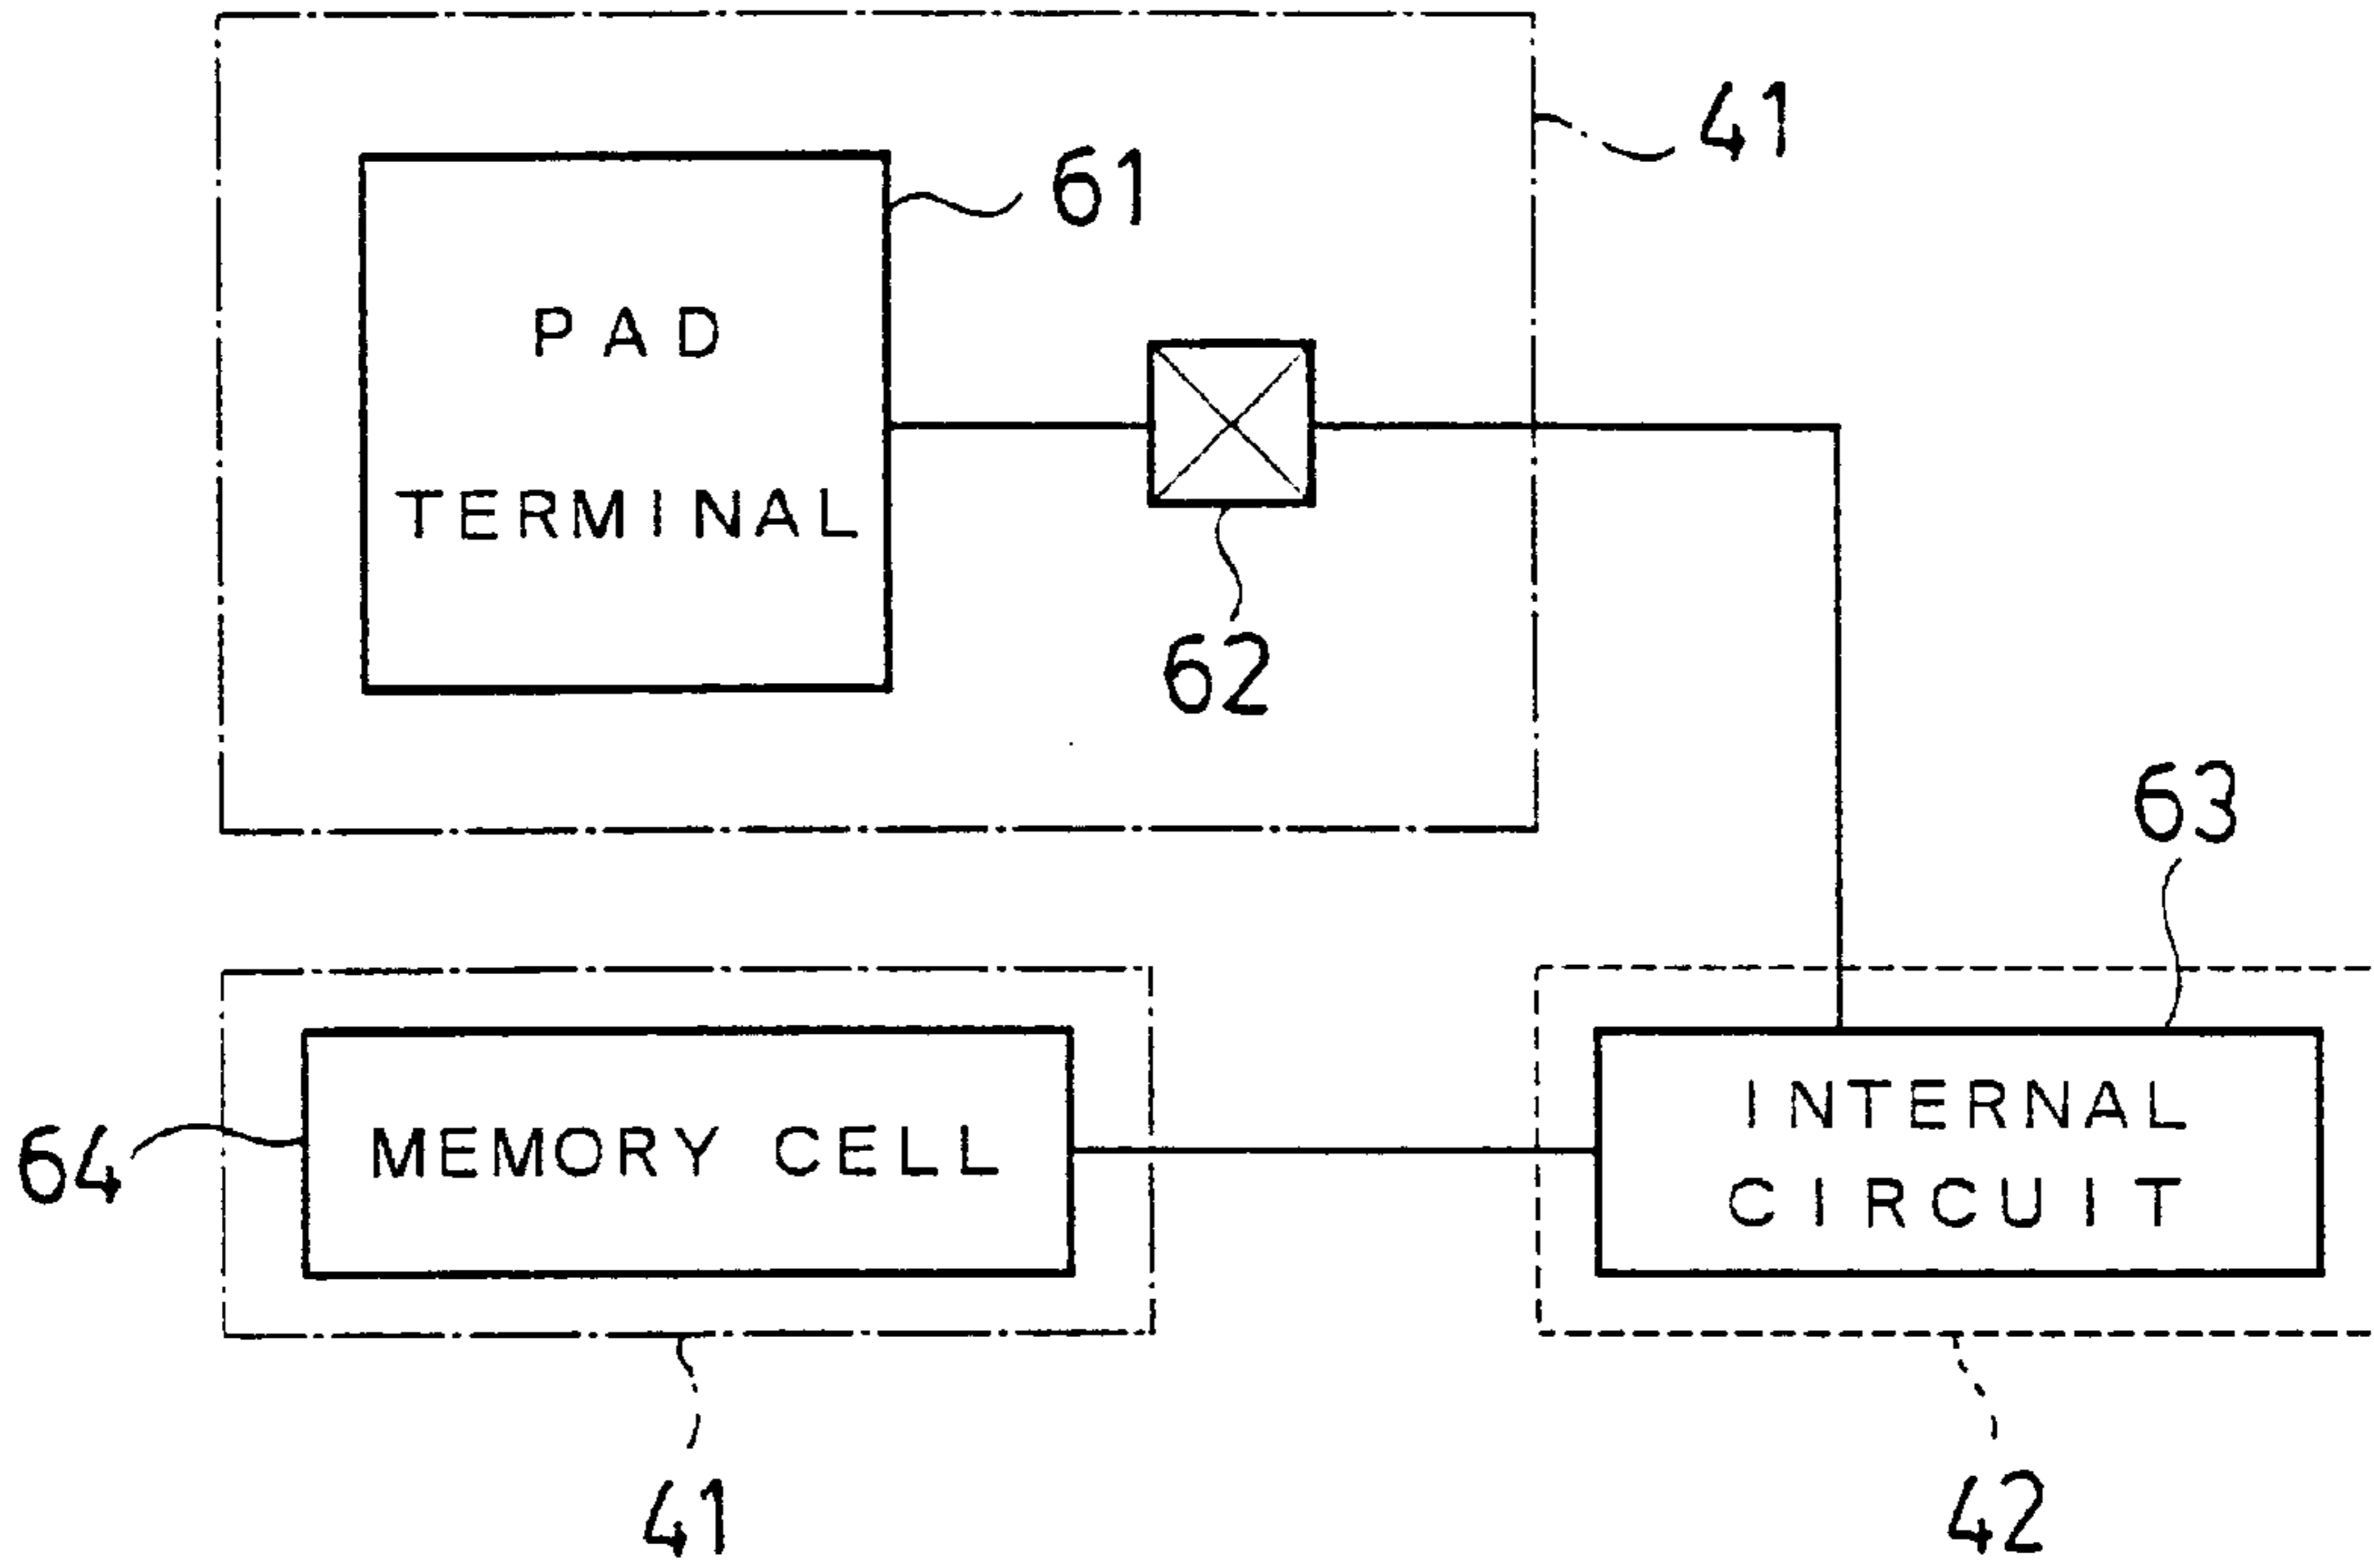 41
61
PAD
TERMINAL
62
63
INTERNAL
CIRCUIT
64
MEMORY CELL
41
42